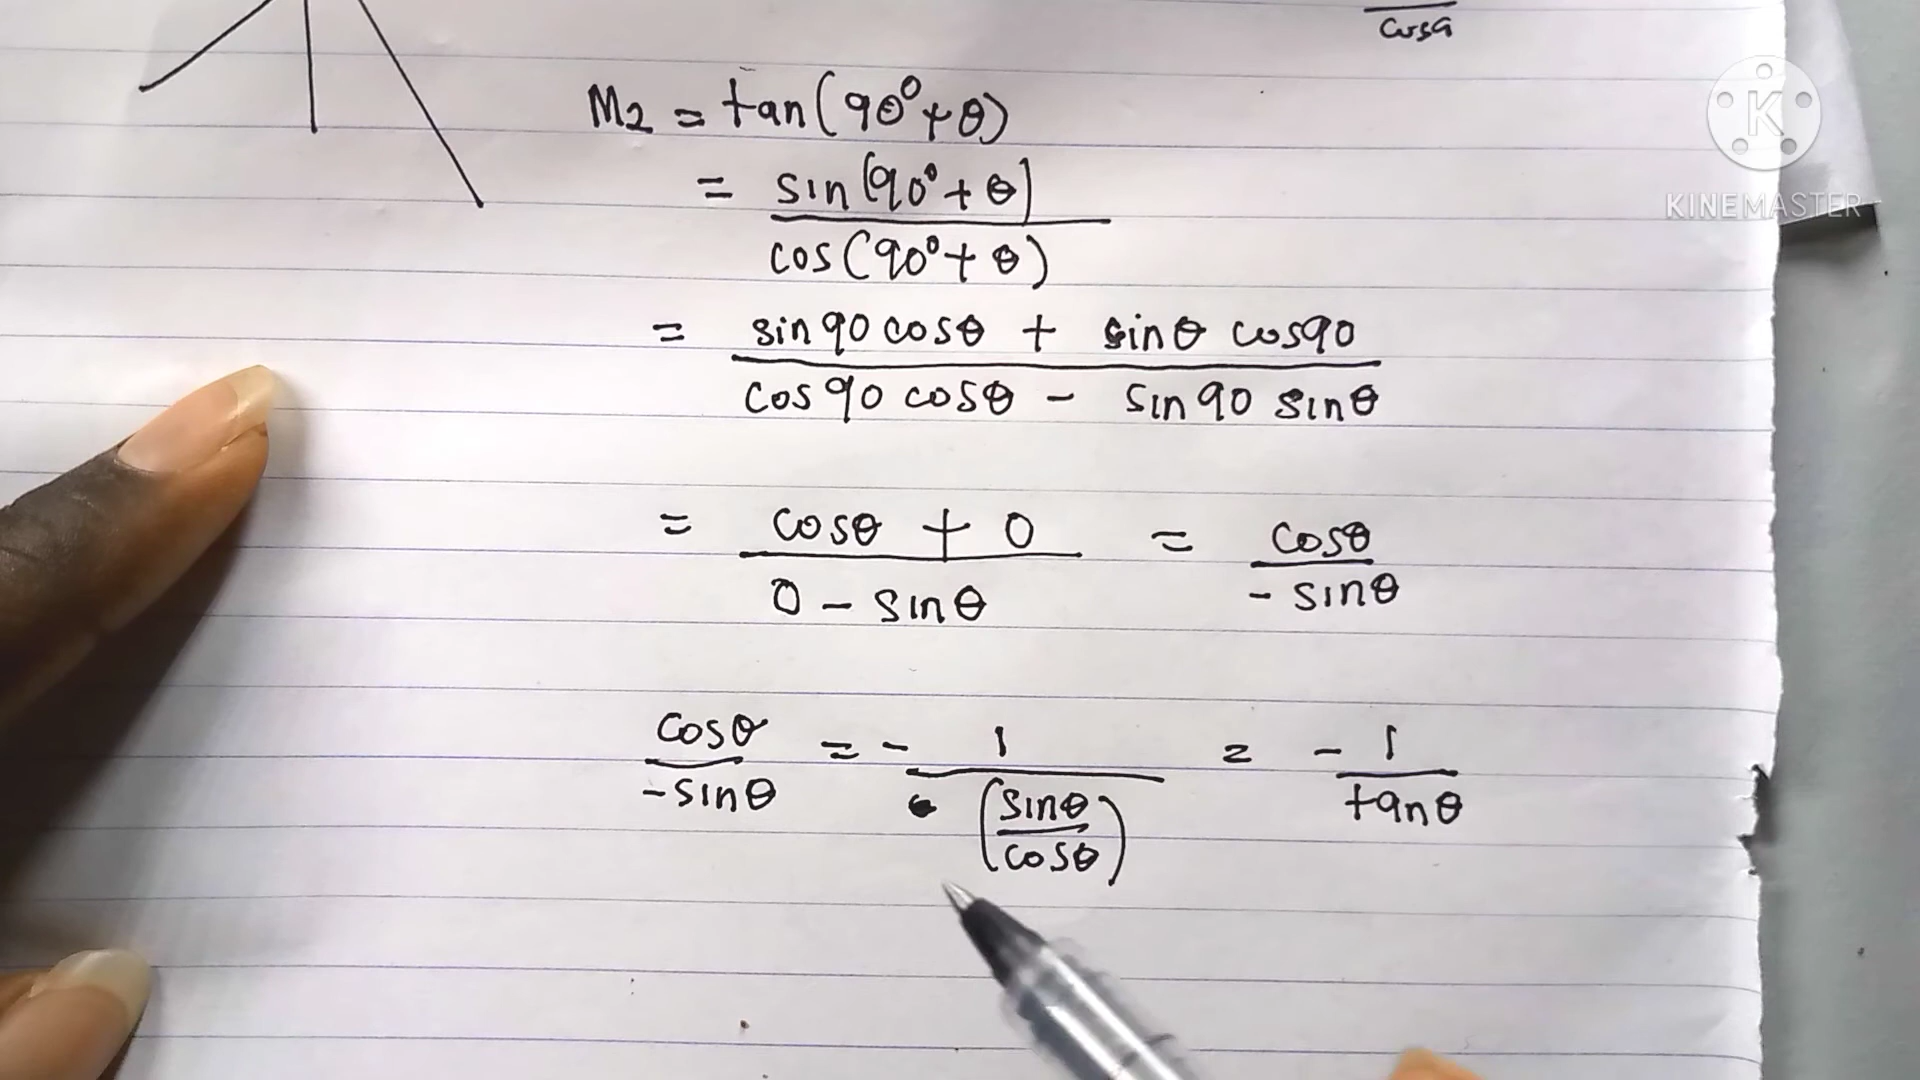 cosθ
M2 = tan(90° + θ)
= sin(90° + θ)
cos(90° + θ)
= sin90 cosθ + sinθ cos90
cos90 cosθ - sin90 sinθ
= cosθ + 0 = cosθ
0 - sinθ - sinθ
cosθ = - 1 = - 1
-sinθ (sinθ tanθ
cosθ)
KINEMASTER